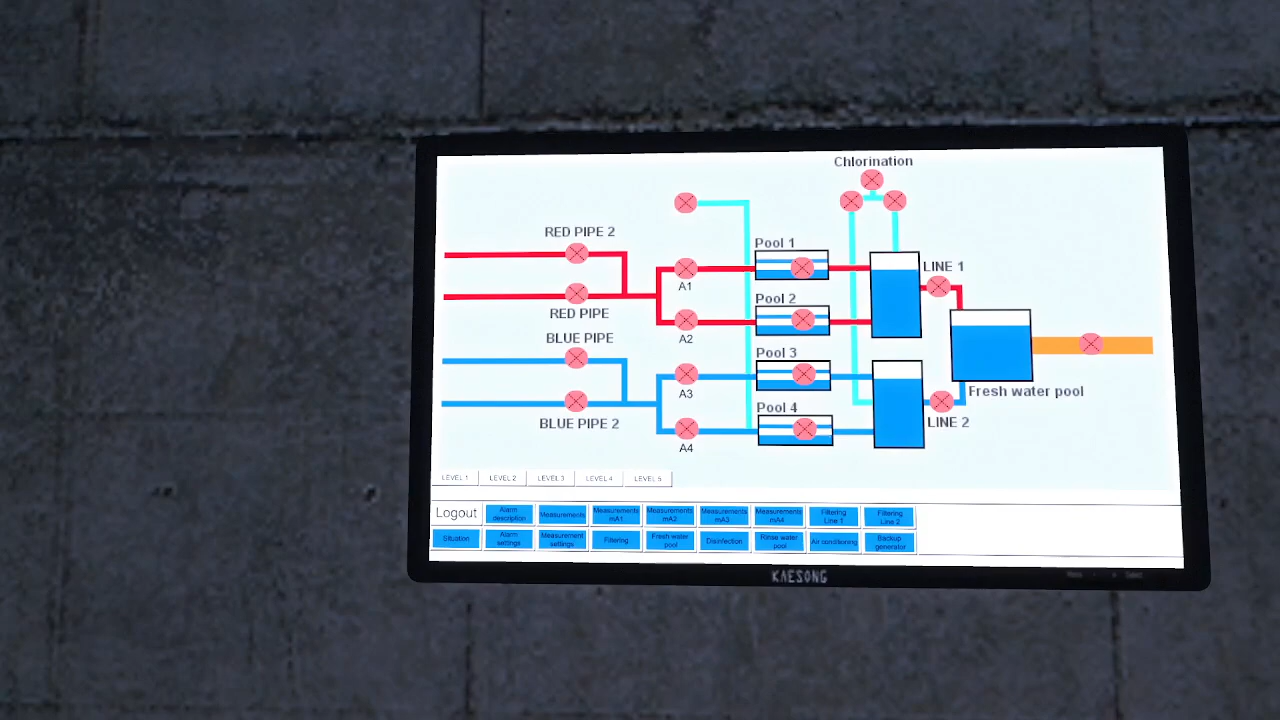 Chlorination
RED PIPE 2
Pool 1
LINE 1
A1
Pool 2
RED PIPE
BLUE PIPE
A2
Pool 3
A3
Fresh water pool
Pool 4
BLUE PIPE 2
LINE 2
A4
LEVEL 1 LEVEL 2 LEVEL 3 LEVEL 4 LEVEL 5
Logout
Alarm
description
Measurements
Measurements
mA1
Measurements
mA2
Measurements
mA3
Measurements
mA4
Filtering
Line 1
Filtering
Line 2
Situation
Alarm
settings
Measurement
settings
Filtering
Fresh water
pool
Disinfection
Rinse water
pool
Air conditioning
Backup
generator
KAESONG